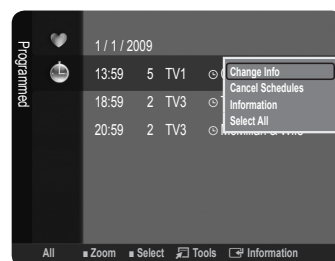 Programmed
1 / 1 / 2009
13:59 5 TV1
18:59 2 TV3
20:59 2 TV3
Change Info
Cancel Schedules
Information
Select All
All Zoom Select Tools Information